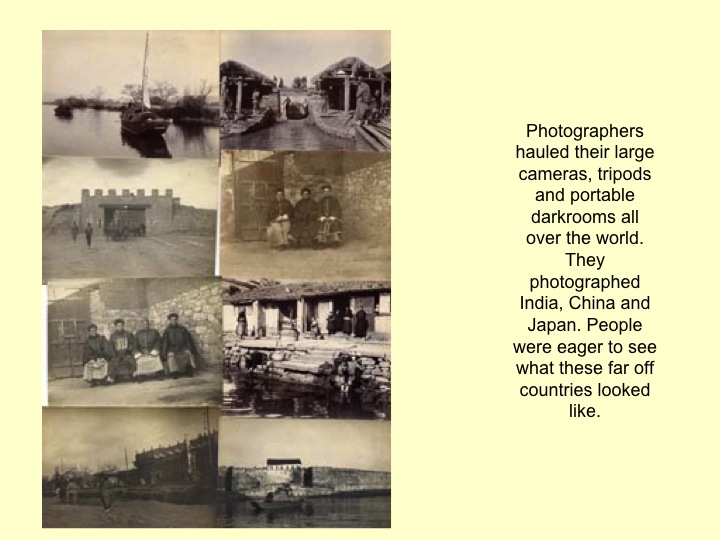 Photographers
hauled their large
cameras, tripods
and portable
darkrooms all
over the world.
They
photographed
India, China and
Japan. People
were eager to see
what these far off
countries looked
like.